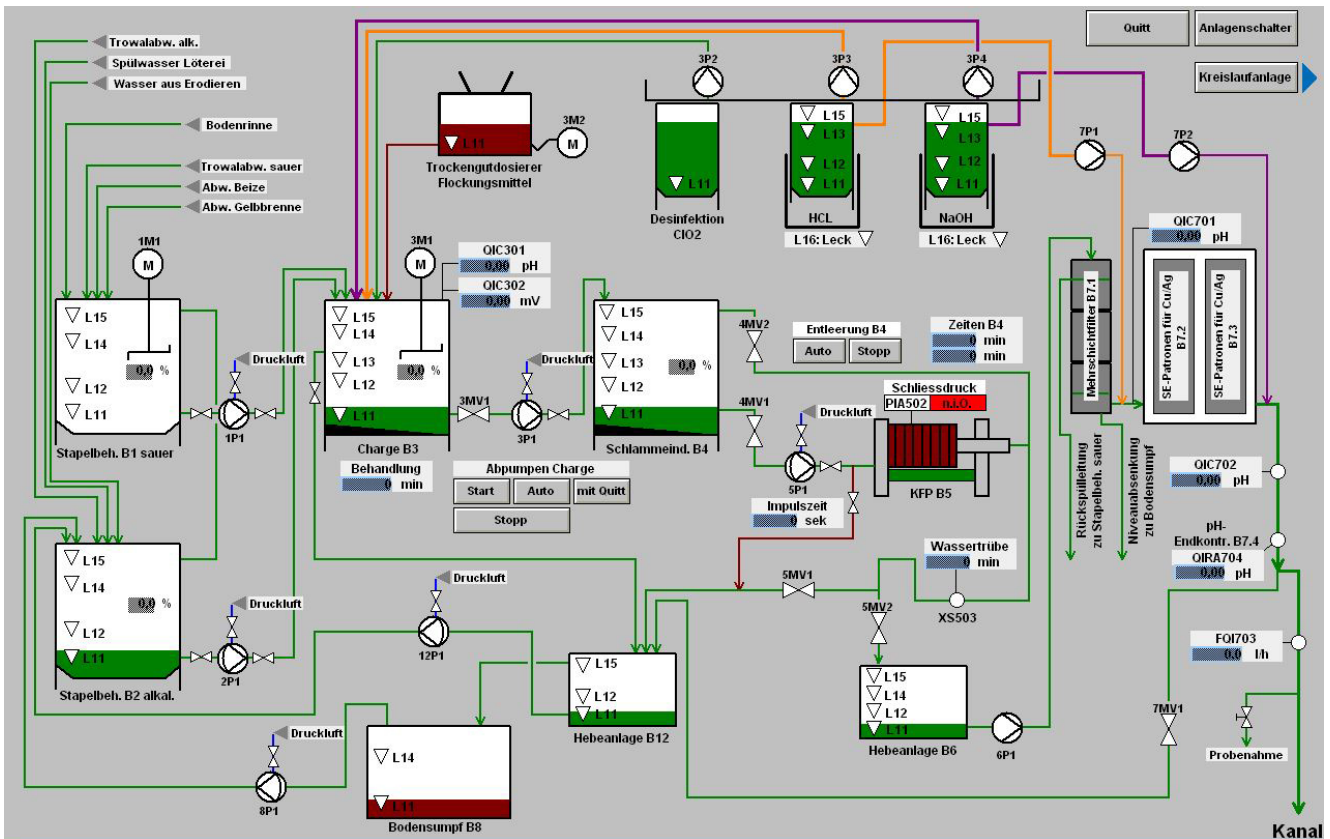 Trowalabw. alk.
Spülwasser Löterei
Wasser aus Erodieren
Bodenrinne
Trowalabw. sauer
Abw. Beize
Abw. Gelbbrenne
Quitt
Anlagenschalter
Kreislaufanlage
3P2
3P3
3P4
7P1
7P2
L11
3M2
M
Trockengutdosierer
Flockungsmittel
L11
Desinfektion
ClO2
L15
L13
L12
L11
HCL
L16: Leck
L15
L13
L12
L11
NaOH
L16: Leck
1M1
M
L15
L14
0,0 %
L12
L11
Stapelbeh. B1 sauer
Druckluft
1P1
3M1
M
QIC301
0,00 pH
QIC302
0,00 mV
L15
L14
L13
0,0 %
L12
L11
Charge B3
Behandlung
0 min
3MV1
Druckluft
3P1
Abpumpen Charge
Start
Auto
mit Quitt
Stopp
L15
L14
L13
0,0 %
L12
L11
Schlammeind. B4
4MV2
4MV1
Entleerung B4
Auto
Stopp
Zeiten B4
0 min
0 min
Schliessdruck
PIA502 n.i.O.
Druckluft
5P1
KFP B5
Impulszeit
0 sek
Wassertrübe
0 min
XS503
5MV1
5MV2
Mehrschichtfilter B7.1
QIC701
0,00 pH
SE-Patronen für Cu/Ag
B7.2
SE-Patronen für Cu/Ag
B7.3
Rückspülleitung
zu Stapelbeh. sauer
Niveauabsenkung
zu Bodensumpf
QIC702
0,00 pH
pH-
Endkontr. B7.4
QIRA704
0,00 pH
FQI703
0,0 l/h
7MV1
Probenahme
Kanal
L15
L14
0,0 %
L12
L11
Stapelbeh. B2 alkal.
Druckluft
2P1
Druckluft
12P1
L15
L12
L11
Hebeanlage B12
L15
L14
L12
L11
Hebeanlage B6
6P1
Druckluft
8P1
L14
L11
Bodensumpf B8